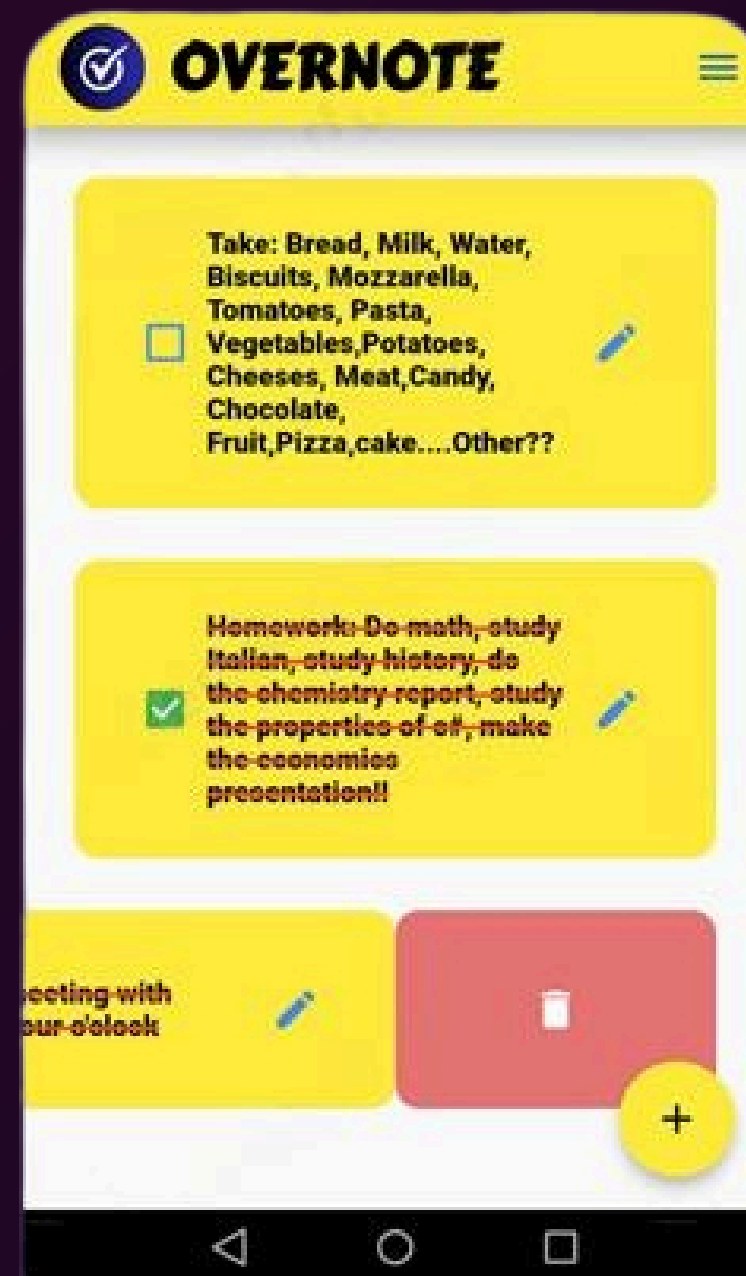 OVERNOTE
Take: Bread, Milk, Water,
Biscuits, Mozzarella,
Tomatoes, Pasta,
Vegetables,Potatoes,
Cheeses, Meat,Candy,
Chocolate,
Fruit,Pizza,cake....Other??
Homework: Do math, study
Italian, study history, do
the chemistry report, study
the properties of c#, make
the economics
presentation!!
eeting with
our o'clock
+